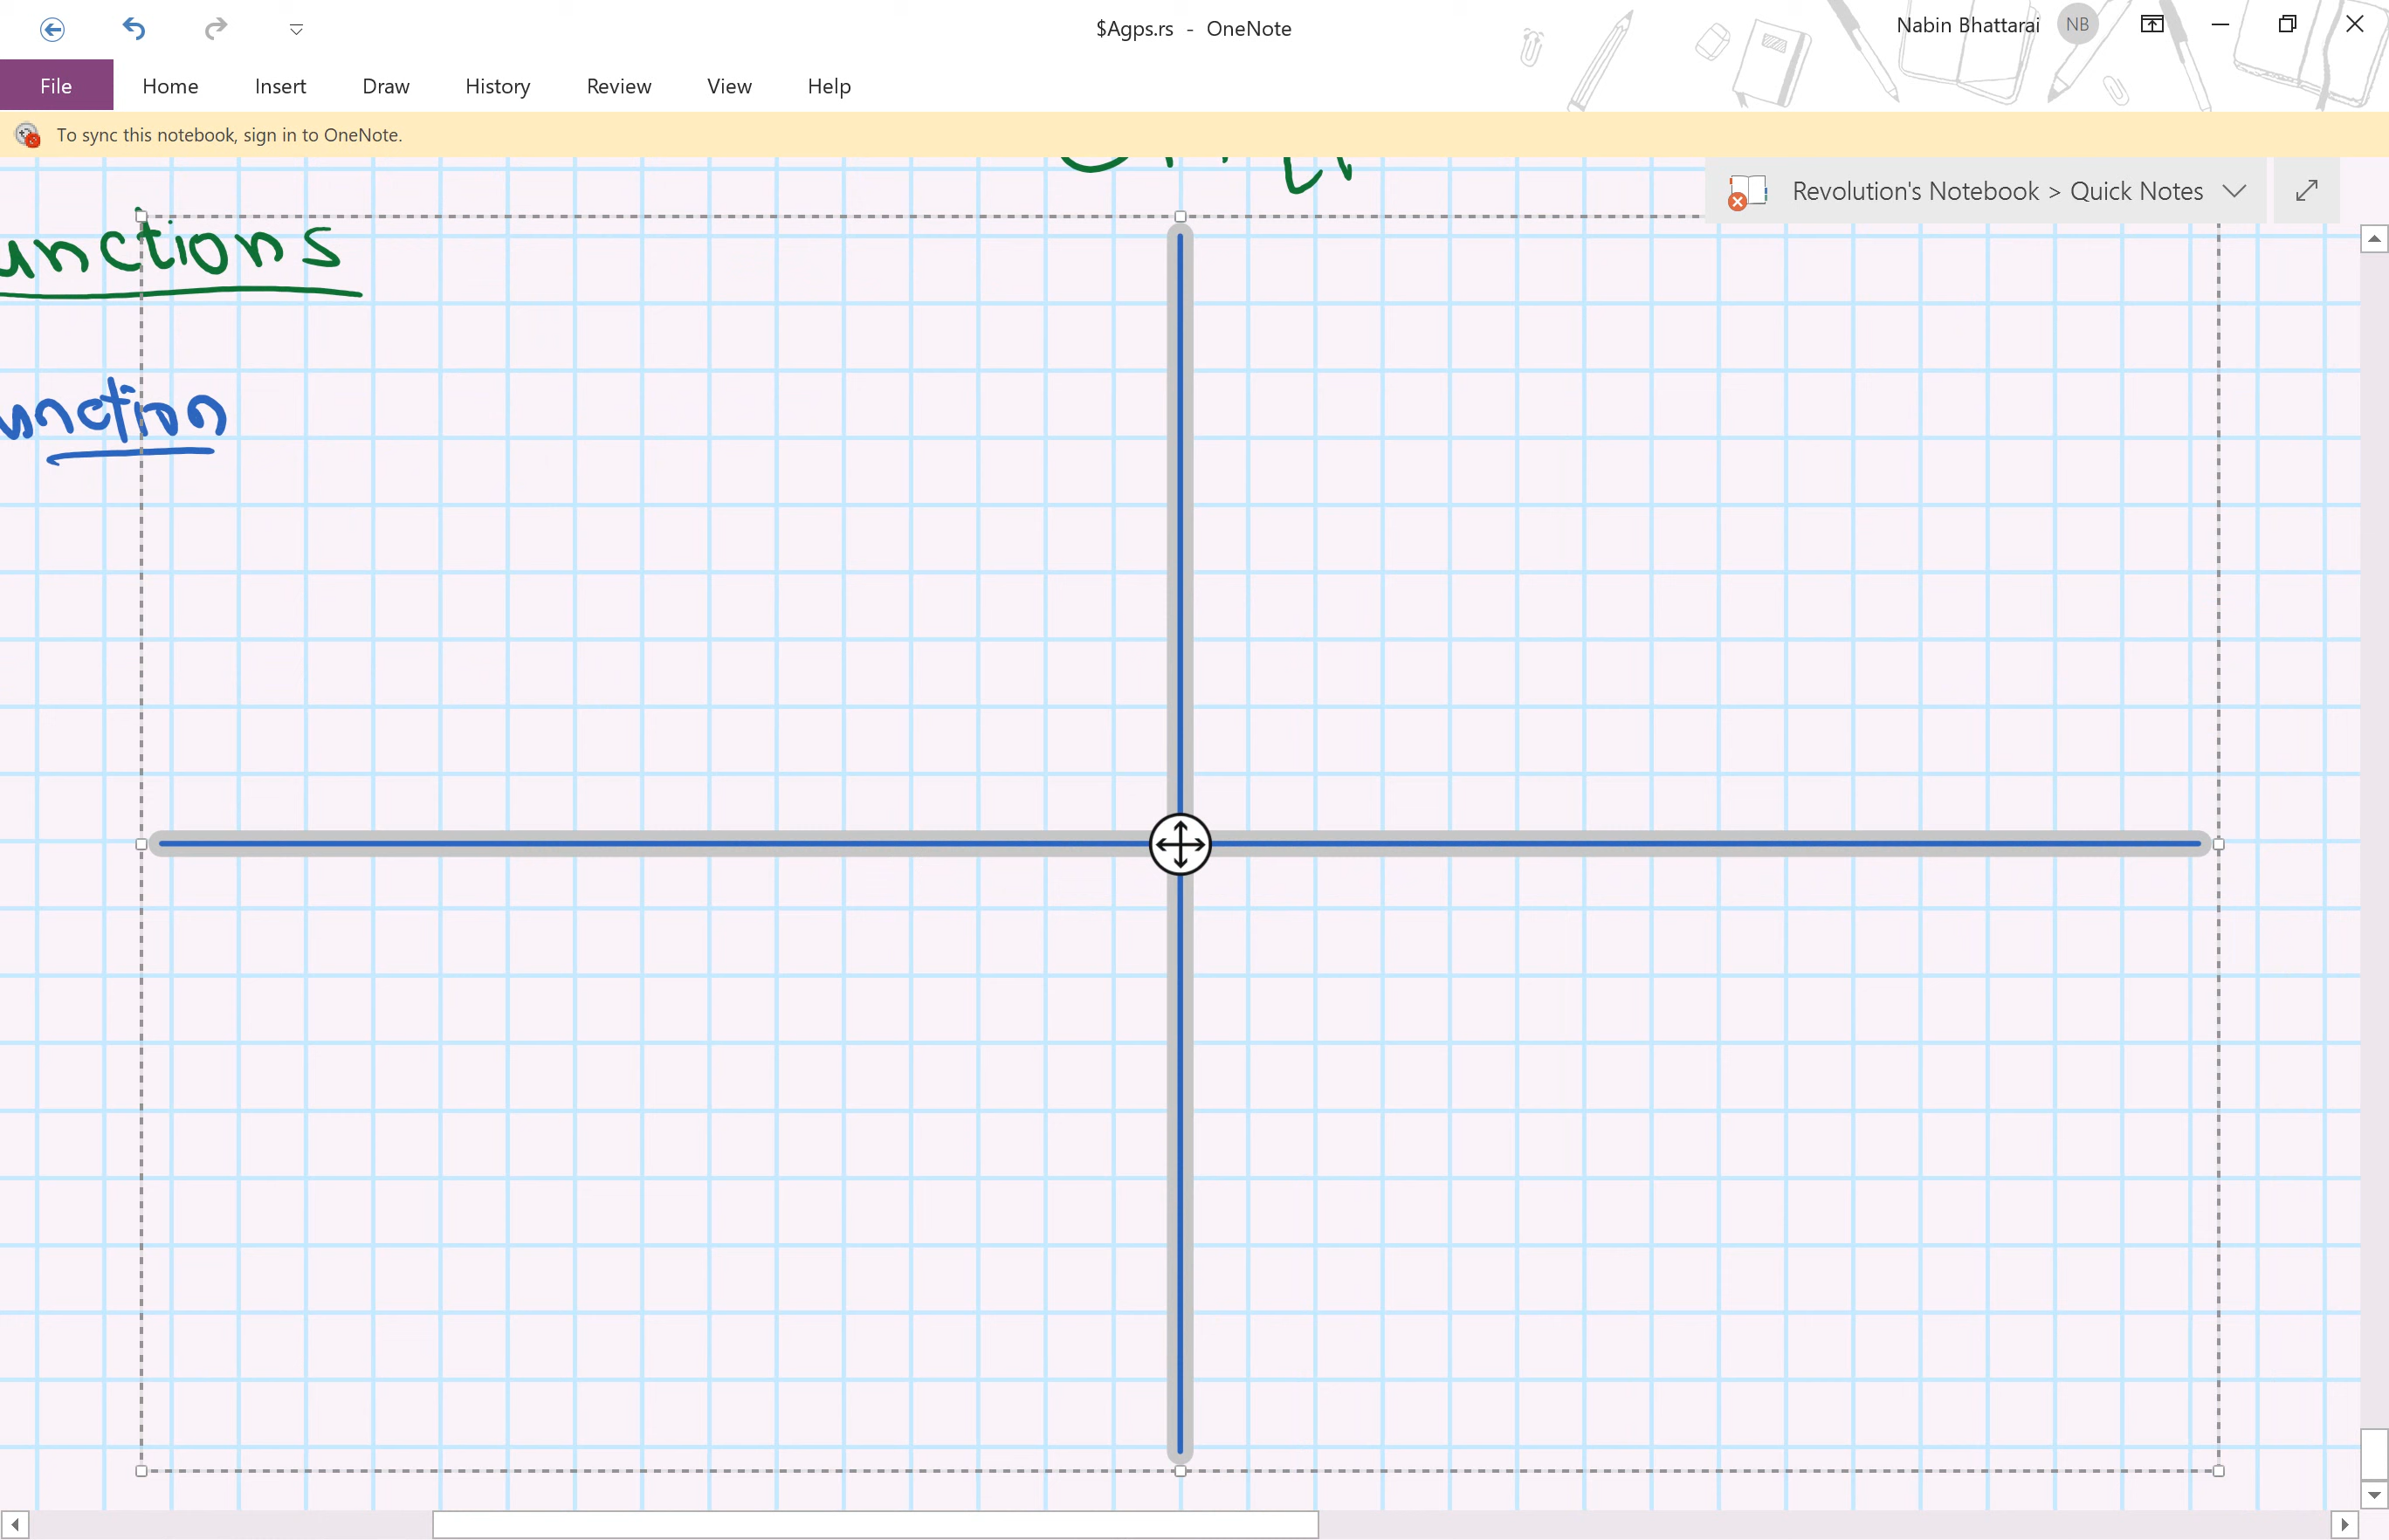 $Agps.rs - OneNote
Nabin Bhattarai NB
File Home Insert Draw History Review View Help
To sync this notebook, sign in to OneNote.
Revolution's Notebook > Quick Notes
unctions
unction